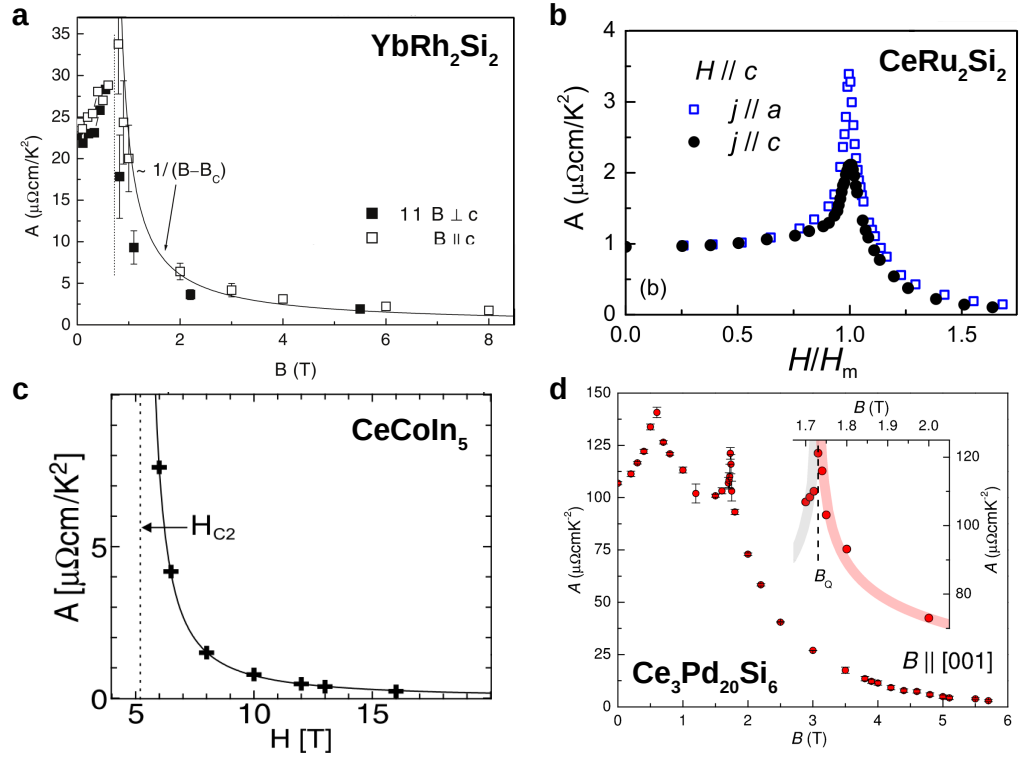 a
YbRh2Si2
A (μΩcm/K²)
35
30
25
20
15
10
5
0
~ 1/(B−BC)
11 B ⊥ c
B ∥ c
0
2
4
6
8
B (T)
b
CeRu2Si2
A (μΩcm/K²)
4
3
2
1
0
H // c
j // a
j // c
(b)
0.0
0.5
1.0
1.5
H/Hm
c
CeCoIn5
A [μΩcm/K²]
5
0
HC2
5
10
15
H [T]
d
A (μΩcmK⁻²)
150
125
100
75
50
25
0
B (T)
1.7
1.8
1.9
2.0
120
100
80
A (μΩcmK⁻²)
BQ
B || [001]
Ce3Pd20Si6
0
1
2
3
4
5
6
B (T)